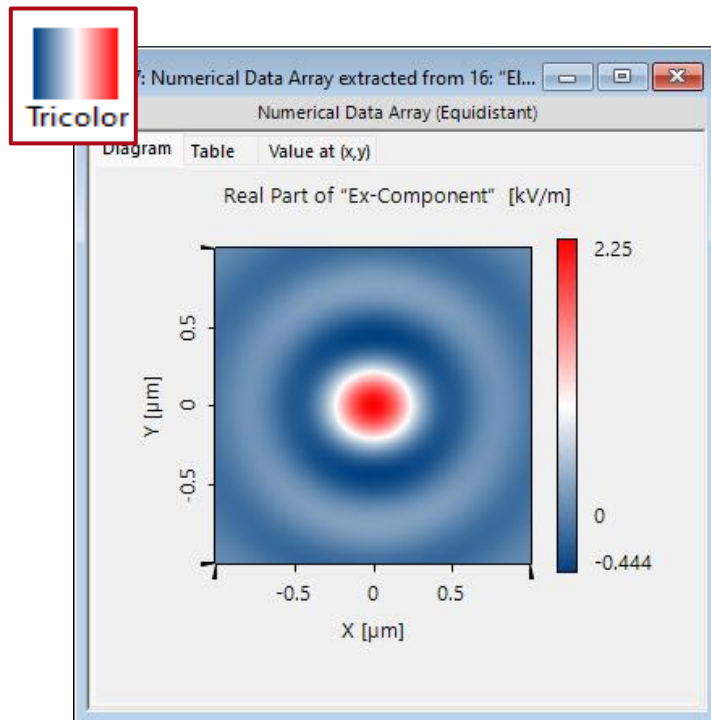 Tricolor
7: Numerical Data Array extracted from 16: "El...
Numerical Data Array (Equidistant)
Diagram Table Value at (x,y)
Real Part of "Ex-Component" [kV/m]
2.25
0.5
0
-0.5
Y [µm]
0
-0.444
-0.5 0 0.5
X [µm]